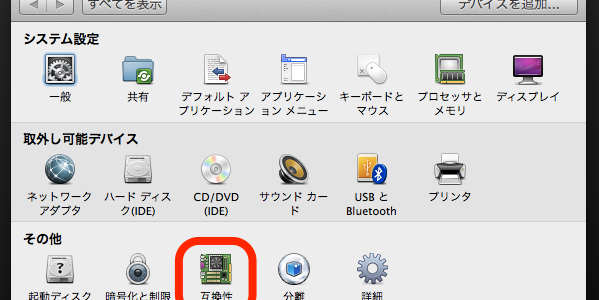 すべてを表示
デバイスを追加...
システム設定
一般
共有
デフォルト ア
プリケーション
アプリケーシ
ョン メニュー
キーボードと
マウス
プロセッサと
メモリ
ディスプレイ
取外し可能デバイス
ネットワーク
アダプタ
ハード ディス
ク(IDE)
CD/DVD
(IDE)
サウンド カー
ド
USB と
Bluetooth
プリンタ
その他
起動ディスク
暗号化と制限
互換性
分離
詳細